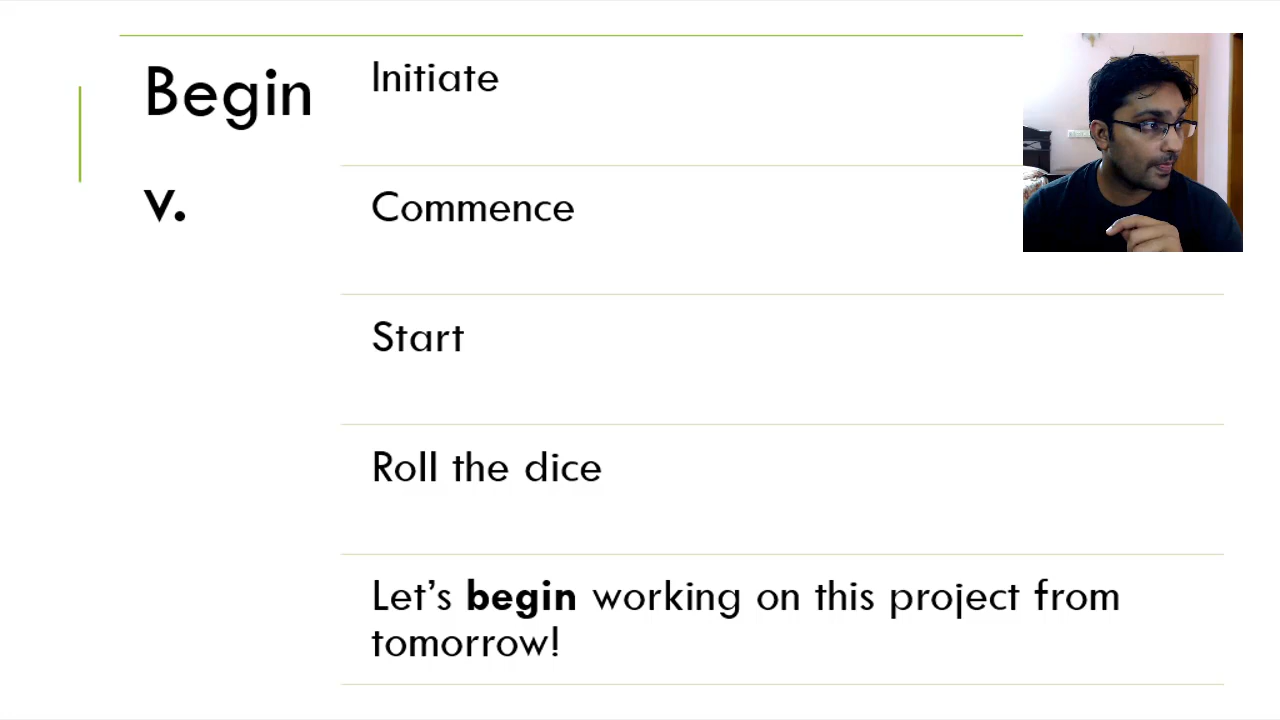 Begin
v.
Initiate
Commence
Start
Roll the dice
Let’s begin working on this project from
tomorrow!